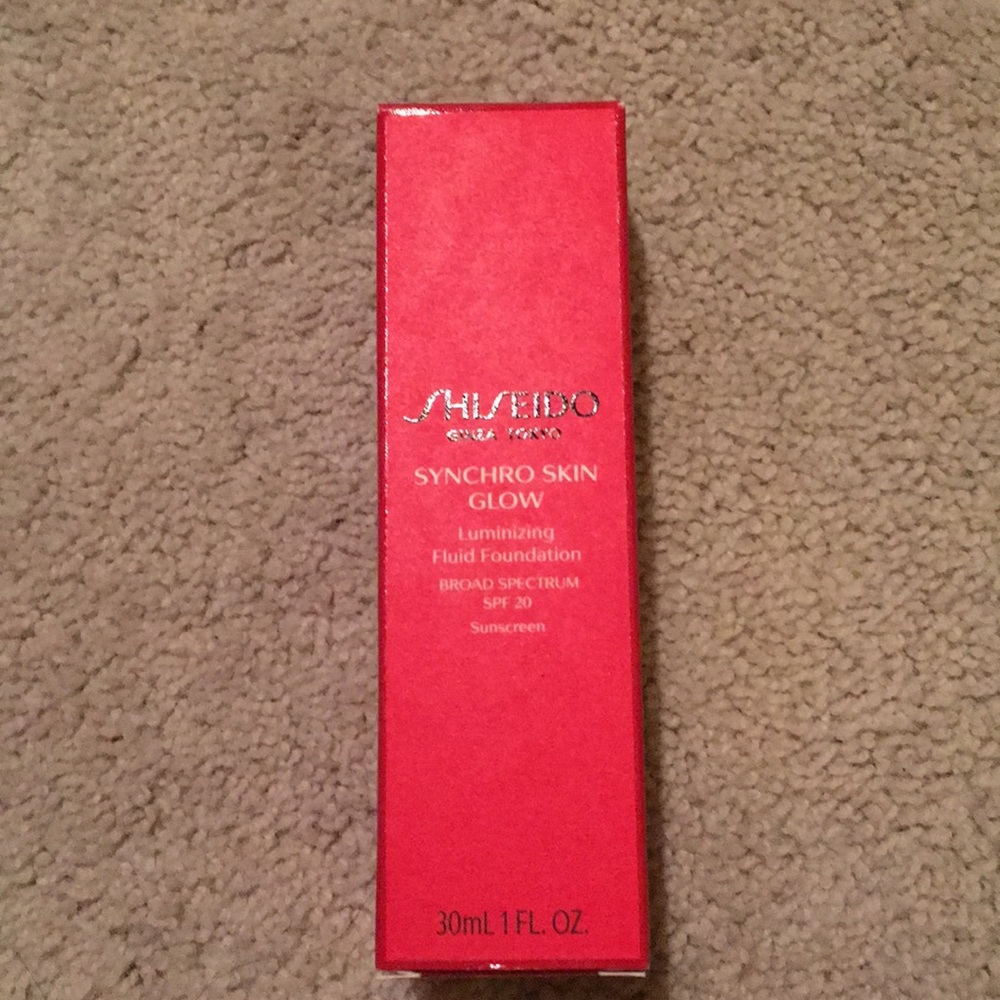 SHISEIDO
GINZA TOKYO
SYNCHRO SKIN
GLOW
Luminizing
Fluid Foundation
BROAD SPECTRUM
SPF 20
Sunscreen
30mL 1 FL. OZ.